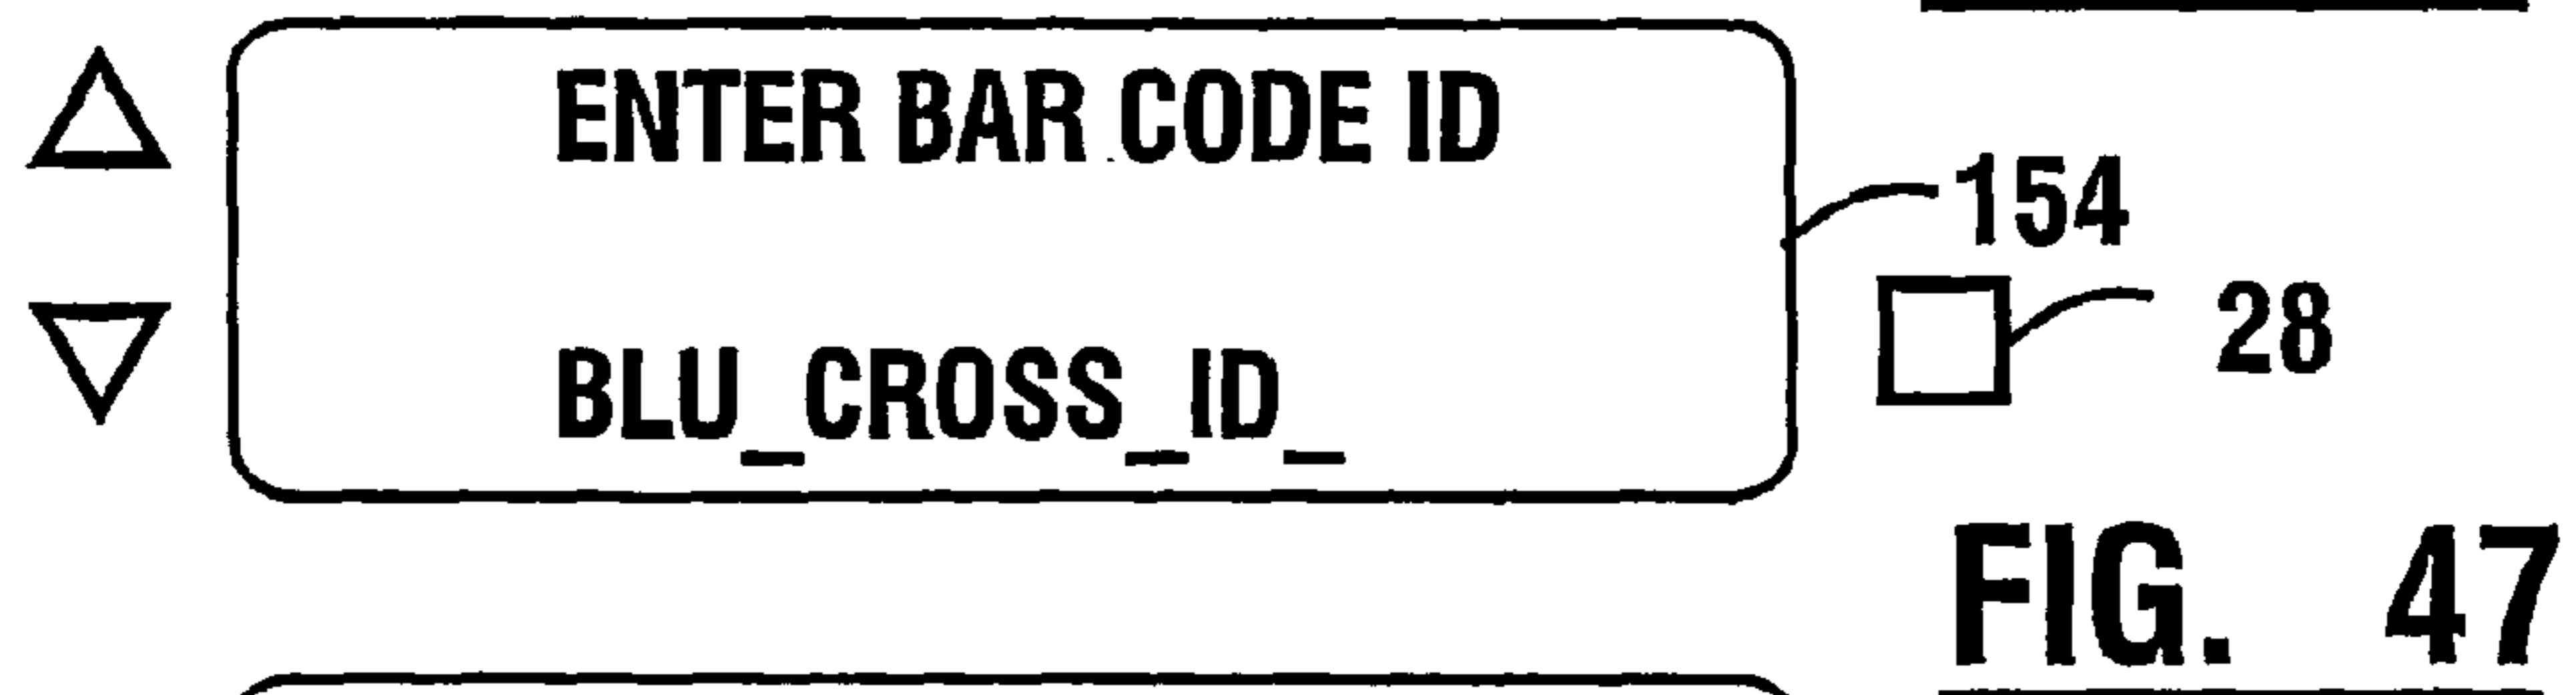 ENTER BAR CODE ID
154
28
BLU_CROSS_ID_
FIG. 47